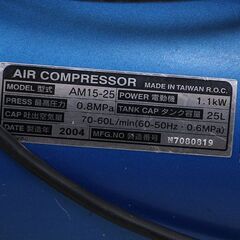 AIR COMPRESSOR MADE IN TAIWAN R.O.C.
MODEL 型式 AM15-25 POWER 電動機 1.1kW
PRESS 最高圧力 0.8MPa TANK CAP タンク容量 25L
CAP 吐出空気量 70-60L/min(60-50Hz・0.6MPa)
DATE 製造年 2004 MFG.NO 製造番号 N7080819